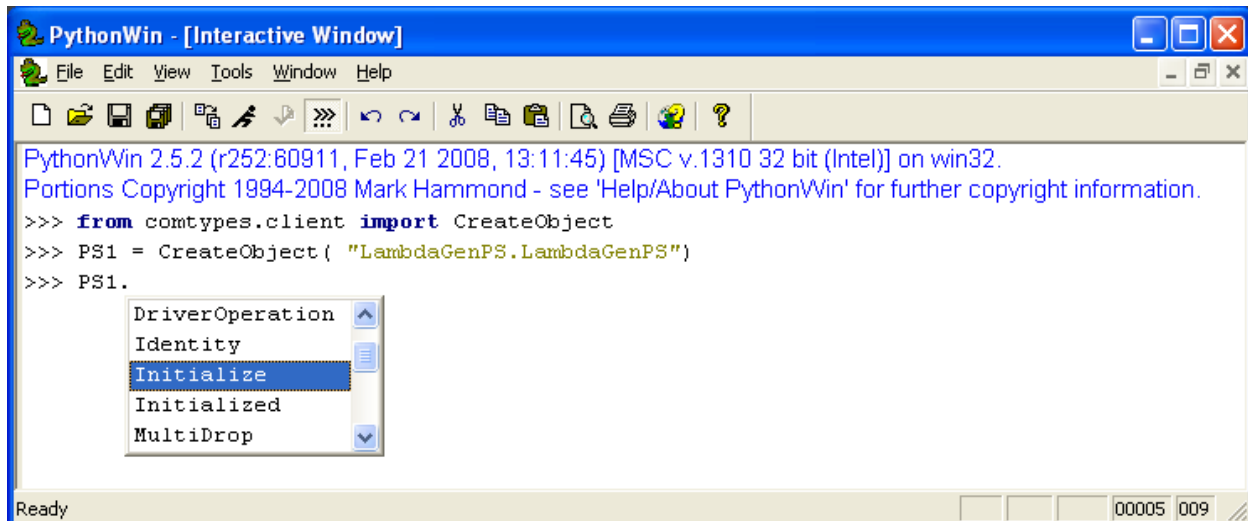 PythonWin - [Interactive Window]
File Edit View Tools Window Help
PythonWin 2.5.2 (r252:60911, Feb 21 2008, 13:11:45) [MSC v.1310 32 bit (Intel)] on win32.
Portions Copyright 1994-2008 Mark Hammond - see 'Help/About PythonWin' for further copyright information.
>>> from comtypes.client import CreateObject
>>> PS1 = CreateObject( "LambdaGenPS.LambdaGenPS")
>>> PS1.
DriverOperation
Identity
Initialize
Initialized
MultiDrop
Ready 00005 009